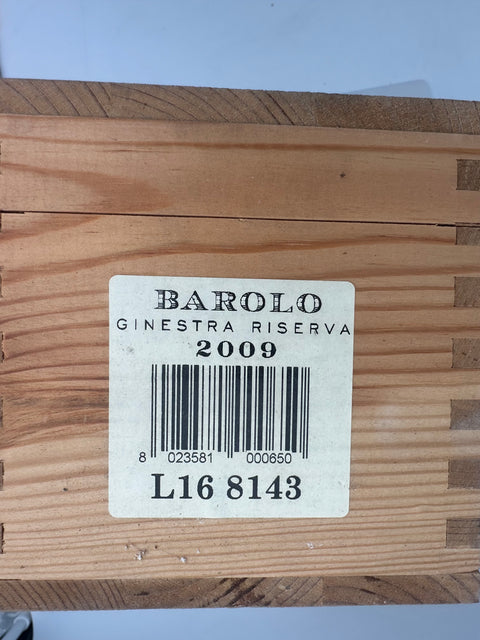 BAROLO
GINESTRA RISERVA
2009
8 023581 000650
L16 8143